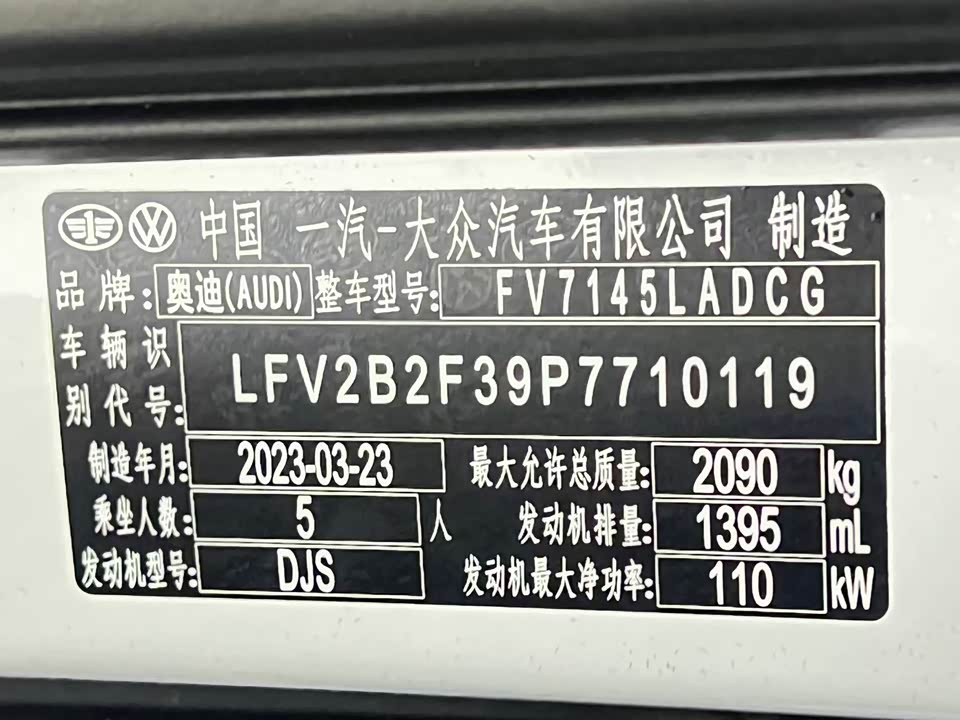 中国 一汽-大众汽车有限公司 制造
品牌: 奥迪(AUDI) 整车型号: FV7145LADCG
车辆识别代号: LFV2B2F39P7710119
制造年月: 2023-03-23 最大允许总质量: 2090 kg
乘坐人数: 5 人 发动机排量: 1395 mL
发动机型号: DJS 发动机最大净功率: 110 kW